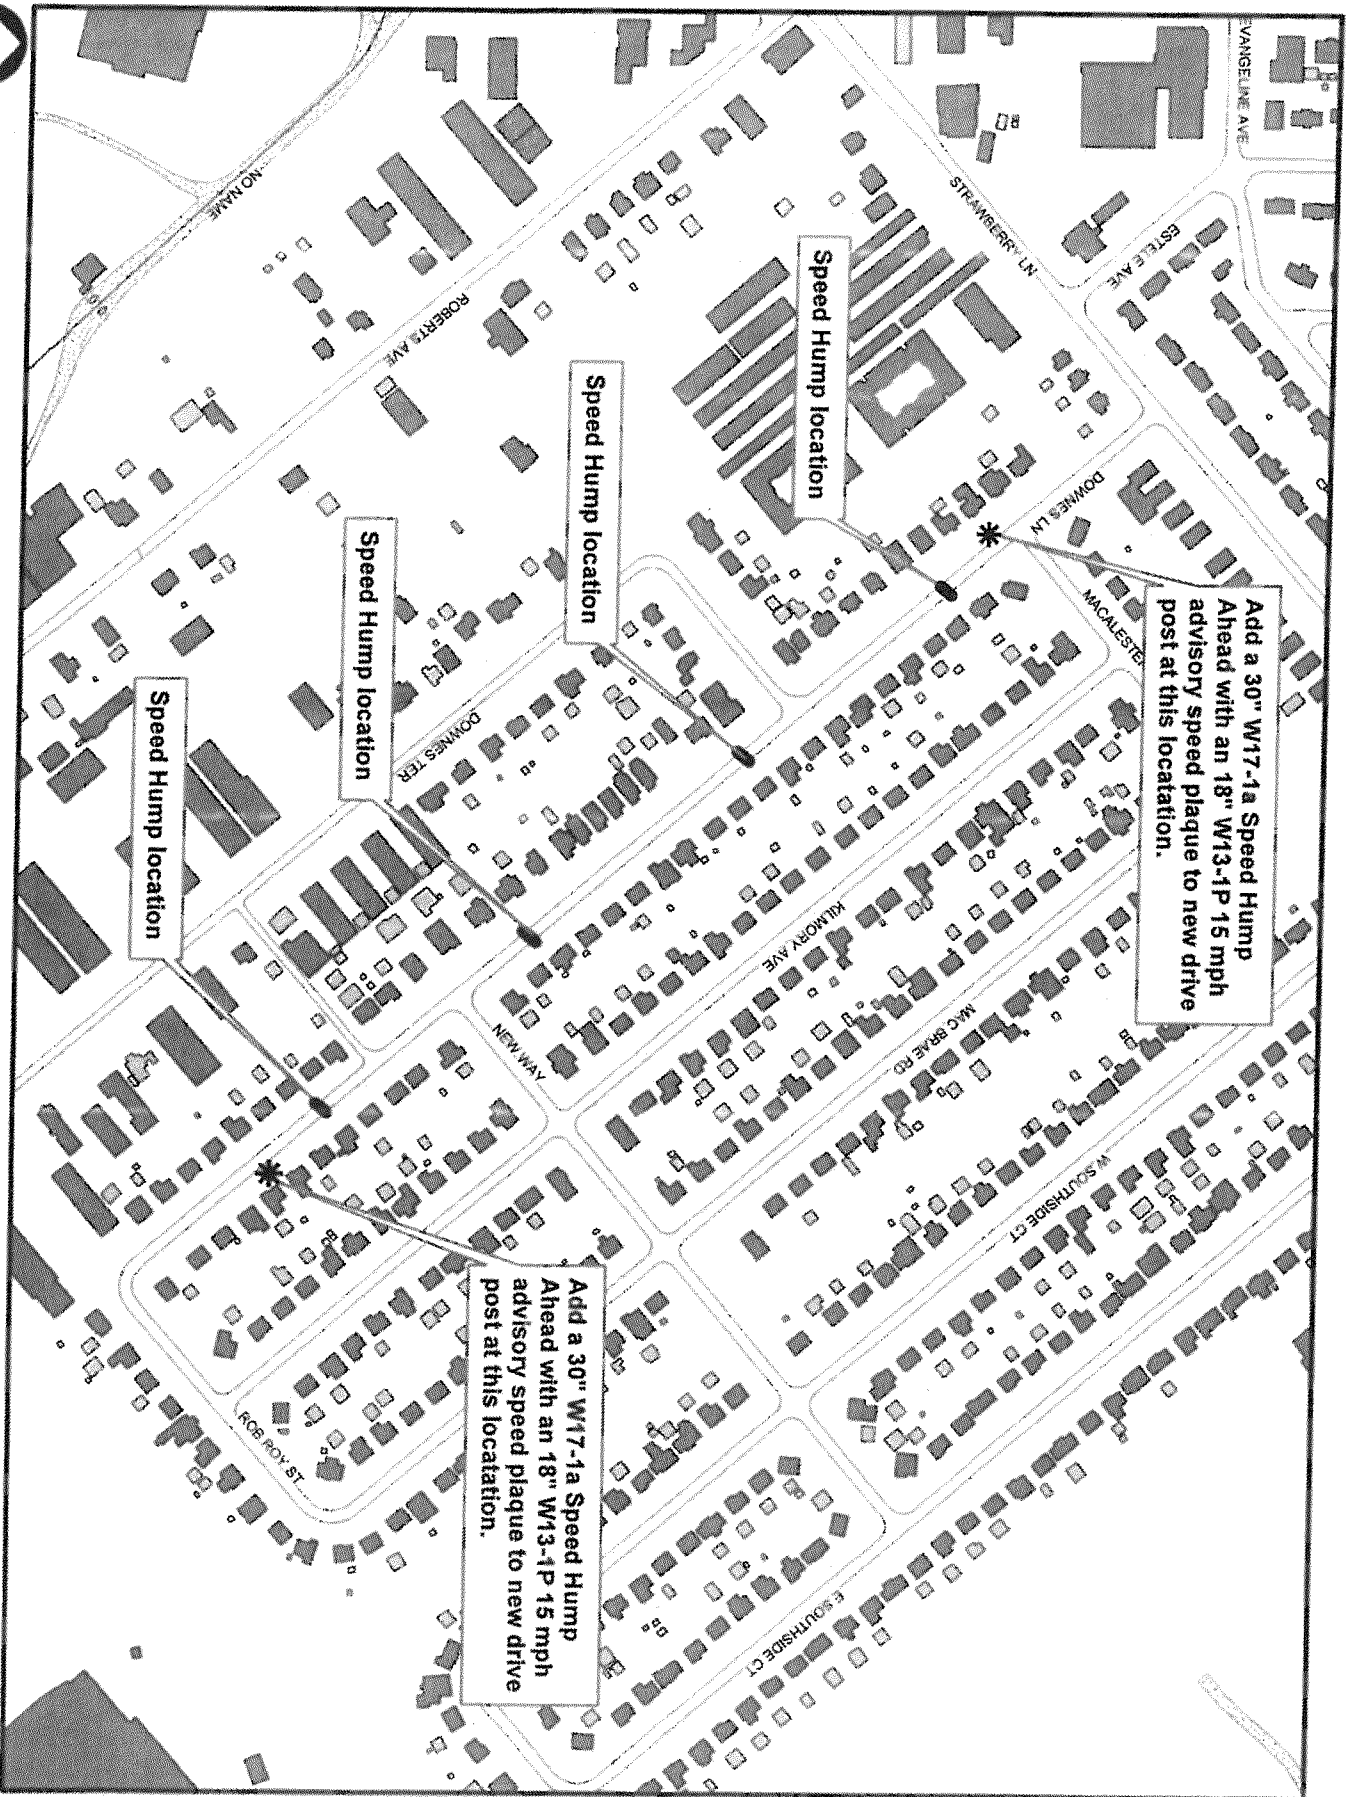 EVANGELINE AVE
ESTELE AVE
STRAWBERRY LN
NO NAME
ROBERTS AVE
DOWNES LN
MACALESTER
Add a 30" W17-1a Speed Hump
Ahead with an 18" W13-1P 15 mph
advisory speed plaque to new drive
post at this locatation.
Speed Hump location
Speed Hump location
Speed Hump location
Speed Hump location
DOWNES TER
KILMORY AVE
MAC BRAE RD
NEW WAY
W SOUTHSIDE CT
Add a 30" W17-1a Speed Hump
Ahead with an 18" W13-1P 15 mph
advisory speed plaque to new drive
post at this locatation.
ROB ROY ST
E SOUTHSIDE CT